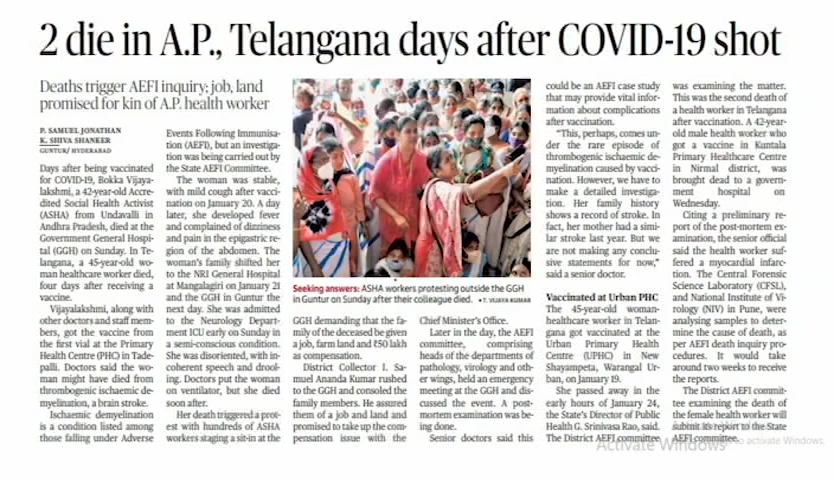 2 die in A.P., Telangana days after COVID-19 shot
Deaths trigger AEFI inquiry; job, land
promised for kin of A.P. health worker
P. SAMUEL JONATHAN
K. SHIVA SHANKER
GUNTUR/HYDERABAD
Days after being vaccinated
for COVID-19, Bokka Vijaya-
lakshmi, a 42-year-old Accre-
dited Social Health Activist
(ASHA) from Undavalli in
Andhra Pradesh, died at the
Government General Hospi-
tal (GGH) on Sunday. In Te-
langana, a 45-year-old wo-
man healthcare worker died,
four days after receiving a
vaccine.
Vijayalakshmi, along with
other doctors and staff mem-
bers, got the vaccine from
the first vial at the Primary
Health Centre (PHC) in Tade-
palli. Doctors said the wo-
man might have died from
thrombogenic ischaemic de-
myelination, a brain stroke.
Ischaemic demyelination
is a condition listed among
those falling under Adverse
Events Following Immunisa-
tion (AEFI), but an investiga-
tion was being carried out by
the State AEFI Committee.
The woman was stable,
with mild cough after vacci-
nation on January 20. A day
later, she developed fever
and complained of dizziness
and pain in the epigastric re-
gion of the abdomen. The
woman's family shifted her
to the NRI General Hospital
at Mangalagiri on January 21
and the GGH in Guntur the
next day. She was admitted
to the Neurology Depart-
ment ICU early on Sunday in
a semi-conscious condition.
She was disoriented, with in-
coherent speech and drool-
ing. Doctors put the woman
on ventilator, but she died
soon after.
Her death triggered a prot-
est with hundreds of ASHA
workers staging a sit-in at the
Seeking answers: ASHA workers protesting outside the GGH
in Guntur on Sunday after their colleague died. • T. VIJAYA KUMAR
GGH demanding that the fa-
mily of the deceased be given
a job, farm land and ₹50 lakh
as compensation.
District Collector I. Sa-
muel Ananda Kumar rushed
to the GGH and consoled the
family members. He assured
them of a job and land and
promised to take up the com-
pensation issue with the
Chief Minister's Office.
Later in the day, the AEFI
committee, comprising
heads of the departments of
pathology, virology and oth-
er wings, held an emergency
meeting at the GGH and dis-
cussed the event. A post-
mortem examination was be-
ing done.
Senior doctors said this
could be an AEFI case study
that may provide vital infor-
mation about complications
after vaccination.
"This, perhaps, comes un-
der the rare episode of
thrombogenic ischaemic de-
myelination caused by vacci-
nation. However, we have to
make a detailed investiga-
tion. Her family history
shows a record of stroke. In
fact, her mother had a simi-
lar stroke last year. But we
are not making any conclu-
sive statements for now,"
said a senior doctor.
Vaccinated at Urban PHC
The 45-year-old woman-
healthcare worker in Telan-
gana got vaccinated at the
Urban Primary Health
Centre (UPHC) in New
Shayampeta, Warangal Ur-
ban, on January 19.
She passed away in the
early hours of January 24,
the State's Director of Public
Health G. Srinivasa Rao, said.
The District AEFI committee
was examining the matter.
This was the second death of
a health worker in Telangana
after vaccination. A 42-year-
old male health worker who
got a vaccine in Kuntala
Primary Healthcare Centre
in Nirmal district, was
brought dead to a govern-
ment hospital on
Wednesday.
Citing a preliminary re-
port of the post-mortem ex-
amination, the senior official
said the health worker suf-
fered a myocardial infarc-
tion. The Central Forensic
Science Laboratory (CFSL),
and National Institute of Vi-
rology (NIV) in Pune, were
analysing samples to deter-
mine the cause of death, as
per AEFI death inquiry pro-
cedures. It would take
around two weeks to receive
the reports.
The District AEFI commit-
tee examining the death of
the female health worker will
submit its report to the State
AEFI committee.
Activate Windows
to activate Windows.